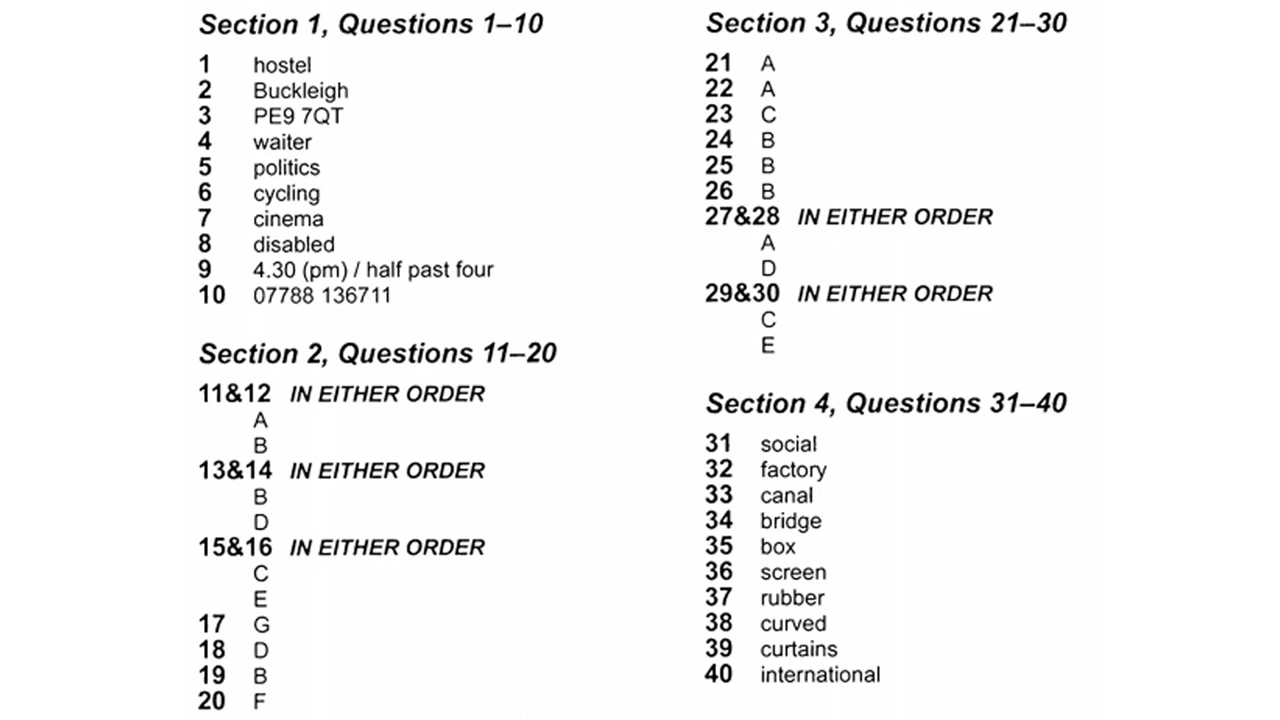 Section 1, Questions 1–10
1 hostel
2 Buckleigh
3 PE9 7QT
4 waiter
5 politics
6 cycling
7 cinema
8 disabled
9 4.30 (pm) / half past four
10 07788 136711
Section 2, Questions 11–20
11&12 IN EITHER ORDER
A
B
13&14 IN EITHER ORDER
B
D
15&16 IN EITHER ORDER
C
E
17 G
18 D
19 B
20 F
Section 3, Questions 21–30
21 A
22 A
23 C
24 B
25 B
26 B
27&28 IN EITHER ORDER
A
D
29&30 IN EITHER ORDER
C
E
Section 4, Questions 31–40
31 social
32 factory
33 canal
34 bridge
35 box
36 screen
37 rubber
38 curved
39 curtains
40 international